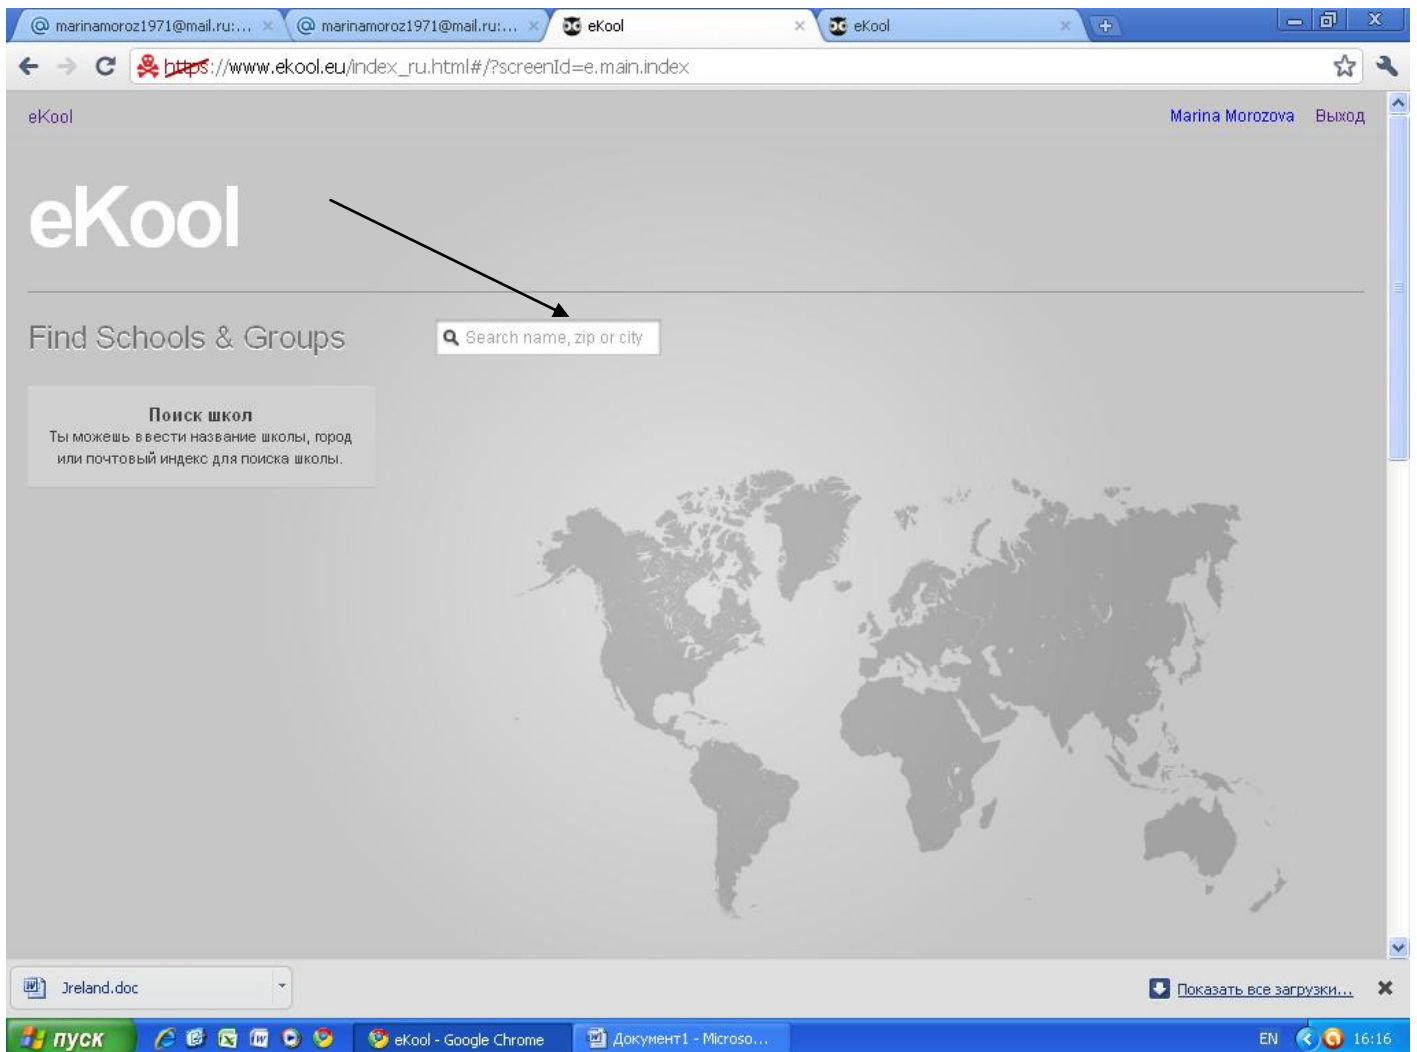 marinamoroz1971@mail.ru:...
marinamoroz1971@mail.ru:...
eKool
eKool
https://www.ekool.eu/index_ru.html#/?screenId=e.main.index
eKool
Marina Morozova
Выход
eKool
Find Schools & Groups
Search name, zip or city
Поиск школ
Ты можешь ввести название школы, город
или почтовый индекс для поиска школы.
Jreland.doc
Показать все загрузки...
пуск
eKool - Google Chrome
Документ1 - Microso...
EN
16:16